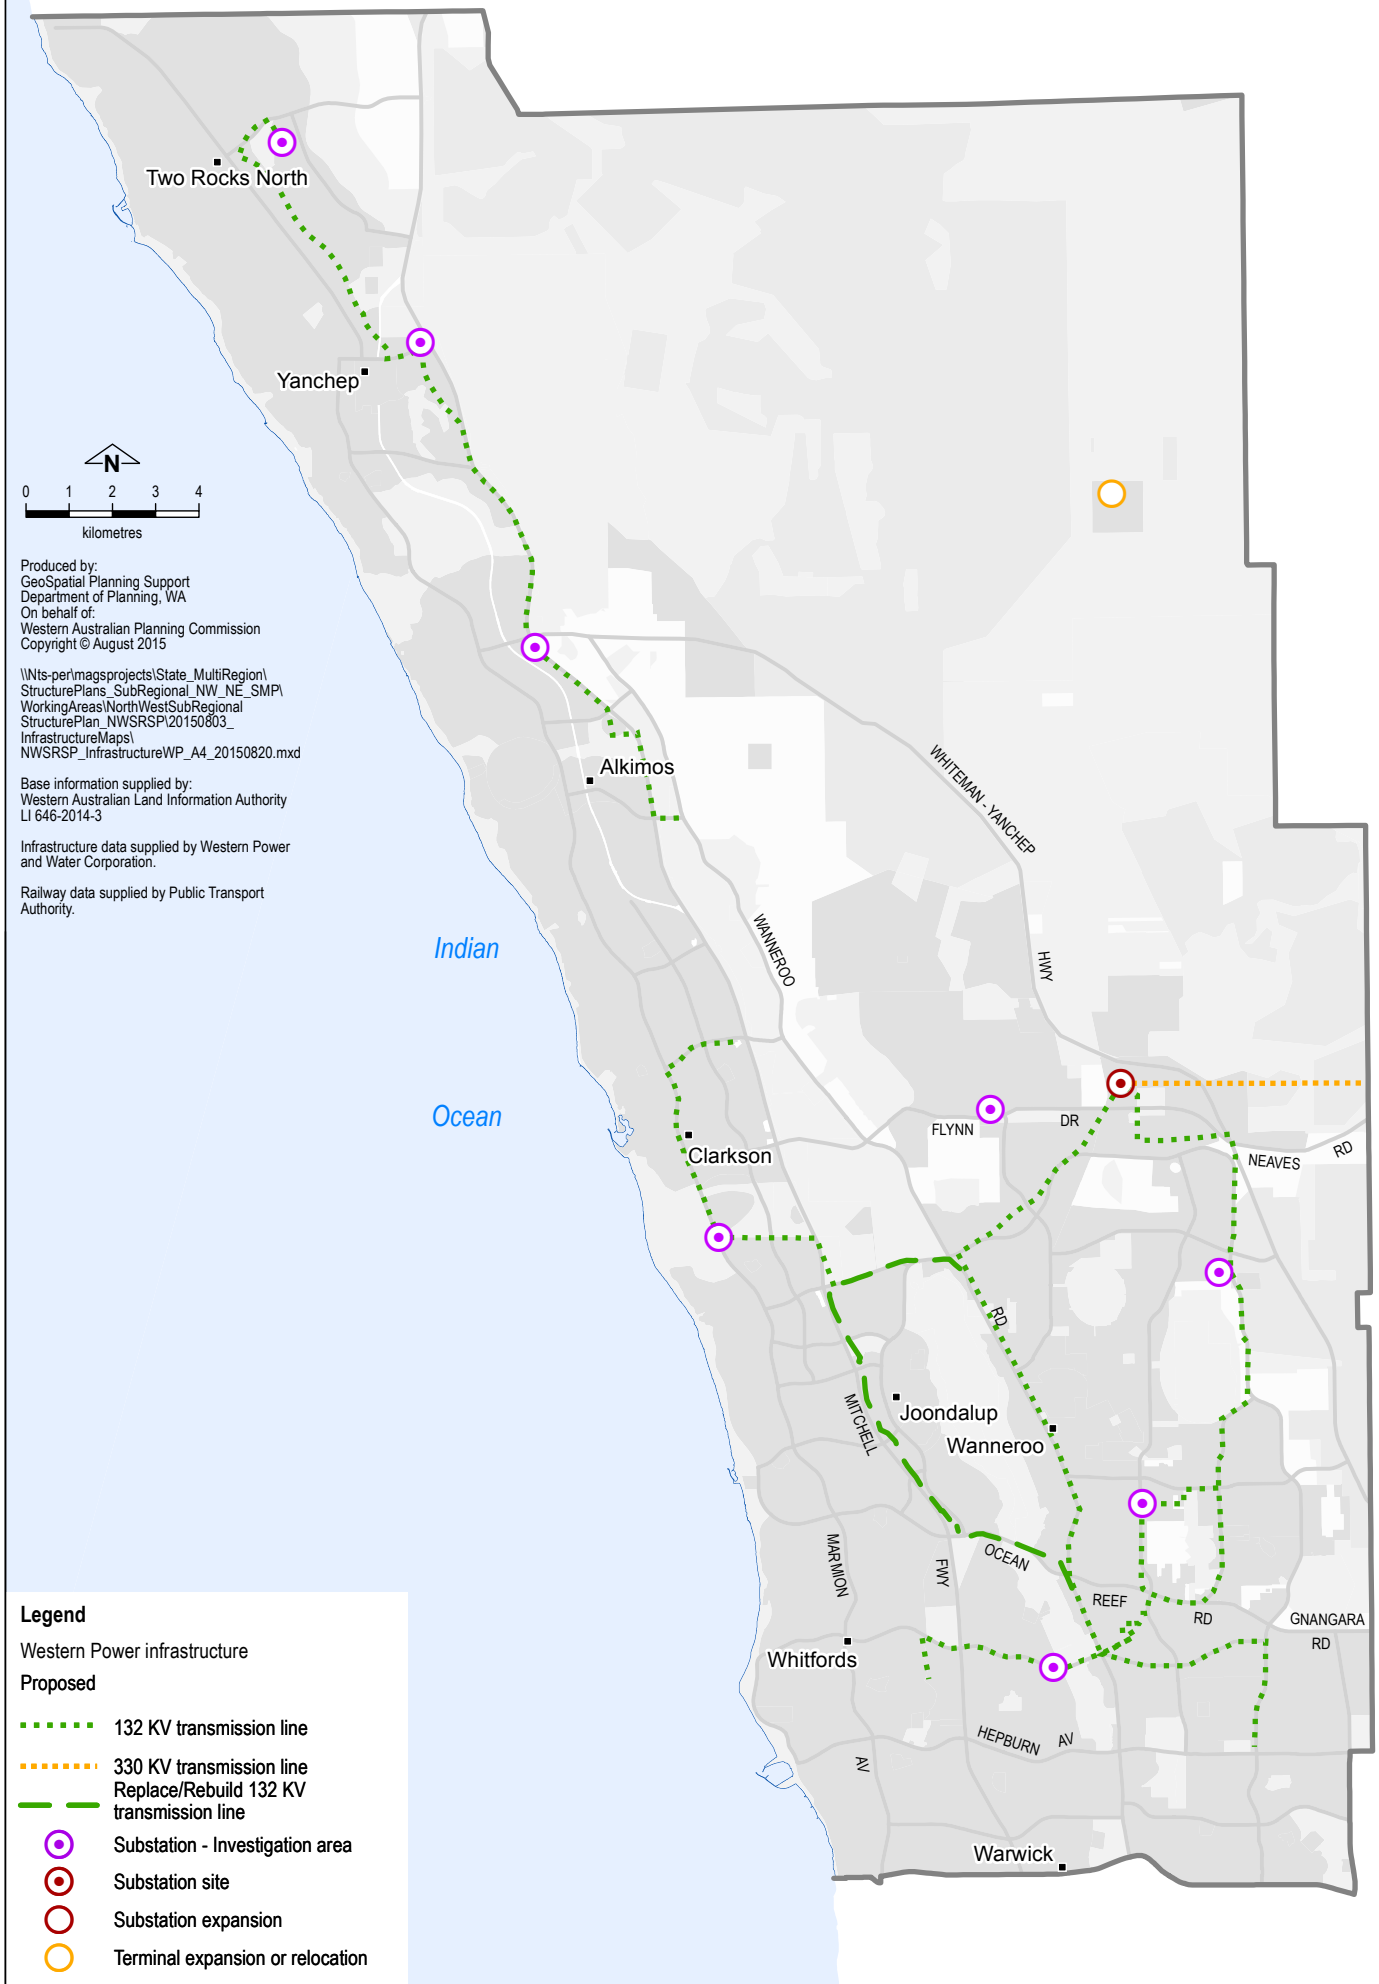 Two Rocks North
Yanchep
N
0 1 2 3 4
kilometres
Produced by:
GeoSpatial Planning Support
Department of Planning, WA
On behalf of:
Western Australian Planning Commission
Copyright © August 2015
\\Nts-per\magsprojects\State_MultiRegion\
StructurePlans_SubRegional_NW_NE_SMP\
WorkingAreas\NorthWestSubRegional
StructurePlan_NWSRSP\20150803_
InfrastructureMaps\
NWSRSP_InfrastructureWP_A4_20150820.mxd
Base information supplied by:
Western Australian Land Information Authority
LI 646-2014-3
Infrastructure data supplied by Western Power
and Water Corporation.
Railway data supplied by Public Transport
Authority.
Alkimos
WHITEMAN - YANCHEP
HWY
WANNEROO
RD
Indian
Ocean
FLYNN
DR
NEAVES
RD
Clarkson
Joondalup
Wanneroo
MITCHELL
FWY
MARMION
AV
OCEAN
REEF
RD
GNANGARA
RD
Whitfords
HEPBURN
AV
Warwick
Legend
Western Power infrastructure
Proposed
132 KV transmission line
330 KV transmission line
Replace/Rebuild 132 KV
transmission line
Substation - Investigation area
Substation site
Substation expansion
Terminal expansion or relocation